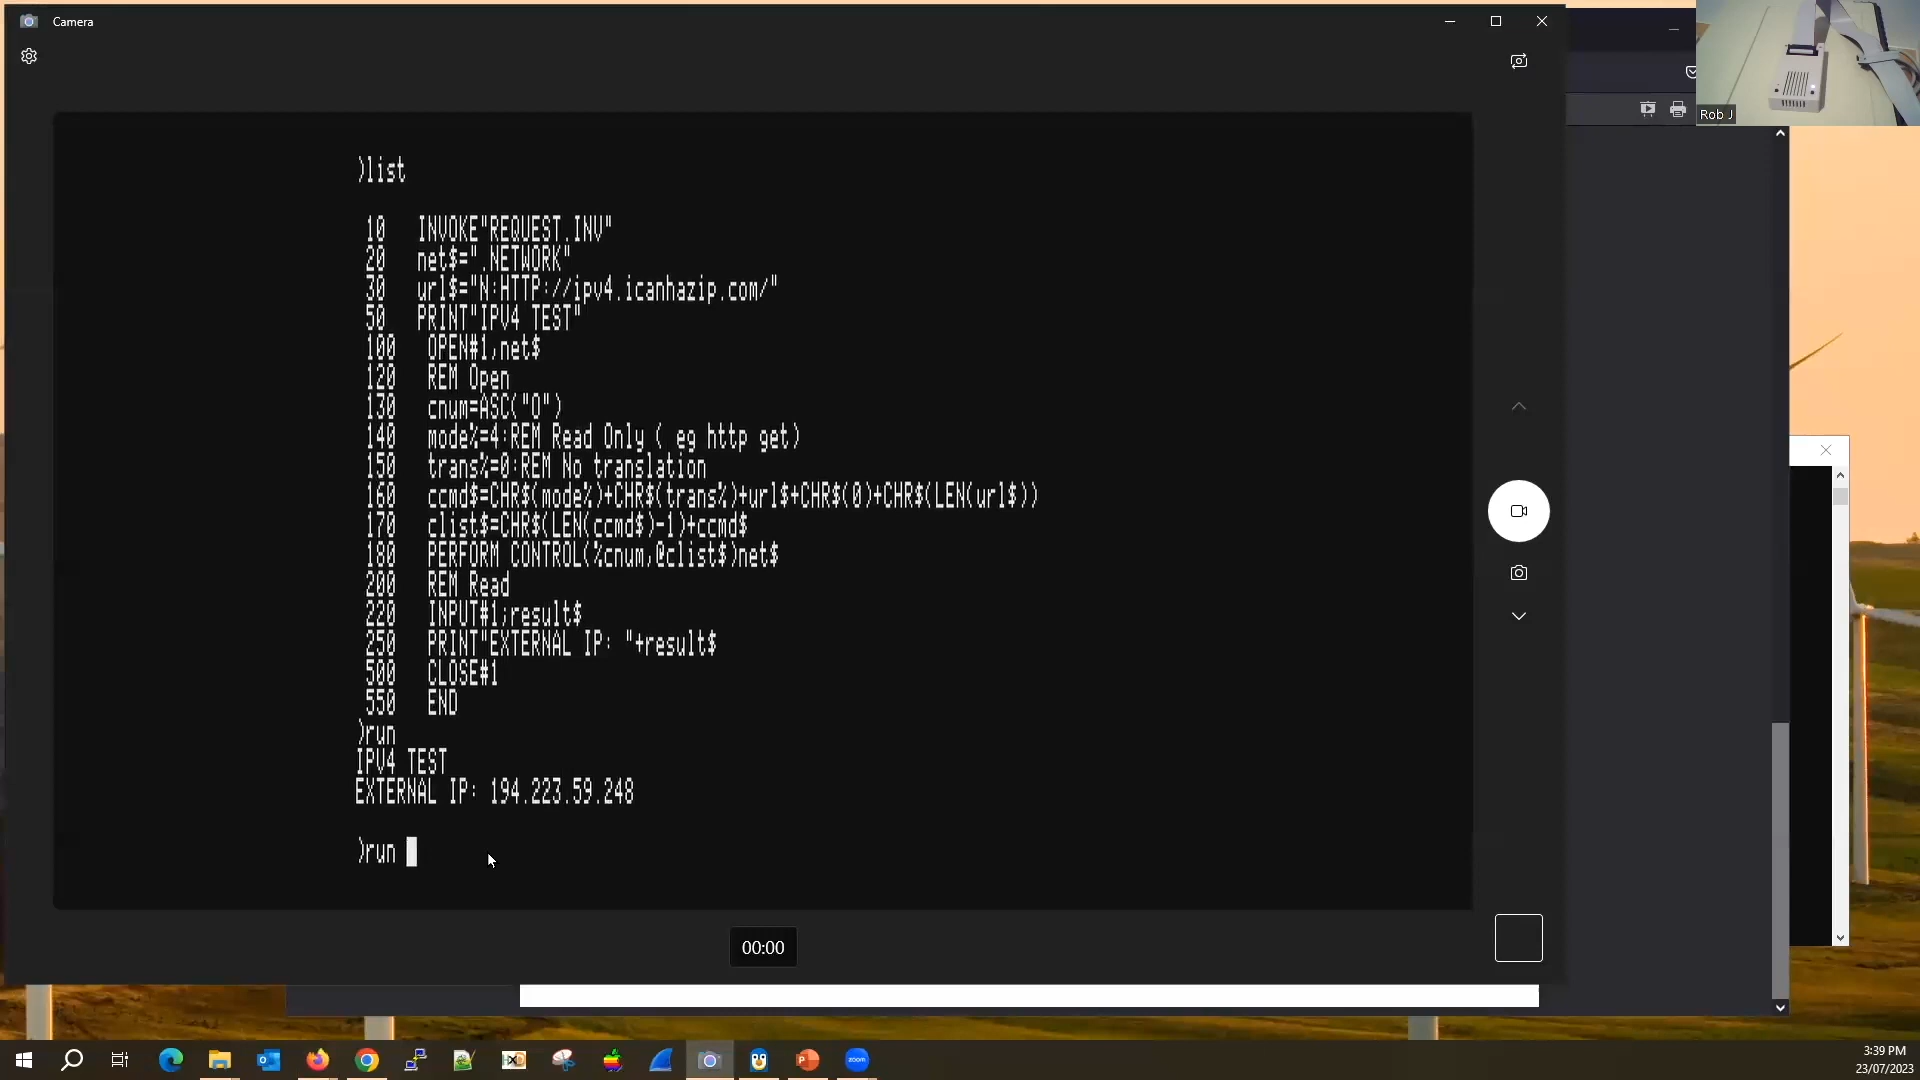 Camera
Rob J
)list
10 INVOKE"REQUEST.INV"
20 net$=".NETWORK"
30 url$="N:HTTP://ipv4.icanhazip.com/"
50 PRINT"IPV4 TEST"
100 OPEN#1,net$
120 REM Open
130 cnum=ASC("O")
140 mode%=4:REM Read Only ( eg http get)
150 trans%=0:REM No translation
160 ccmd$=CHR$(mode%)+CHR$(trans%)+url$+CHR$(0)+CHR$(LEN(url$))
170 clist$=CHR$(LEN(ccmd$)-1)+ccmd$
180 PERFORM CONTROL(%cnum,@clist$)net$
200 REM Read
220 INPUT#1;result$
250 PRINT"EXTERNAL IP: "+result$
500 CLOSE#1
550 END
)run
IPV4 TEST
EXTERNAL IP: 194.223.59.248
)run
00:00
zoom
3:39 PM
23/07/2023